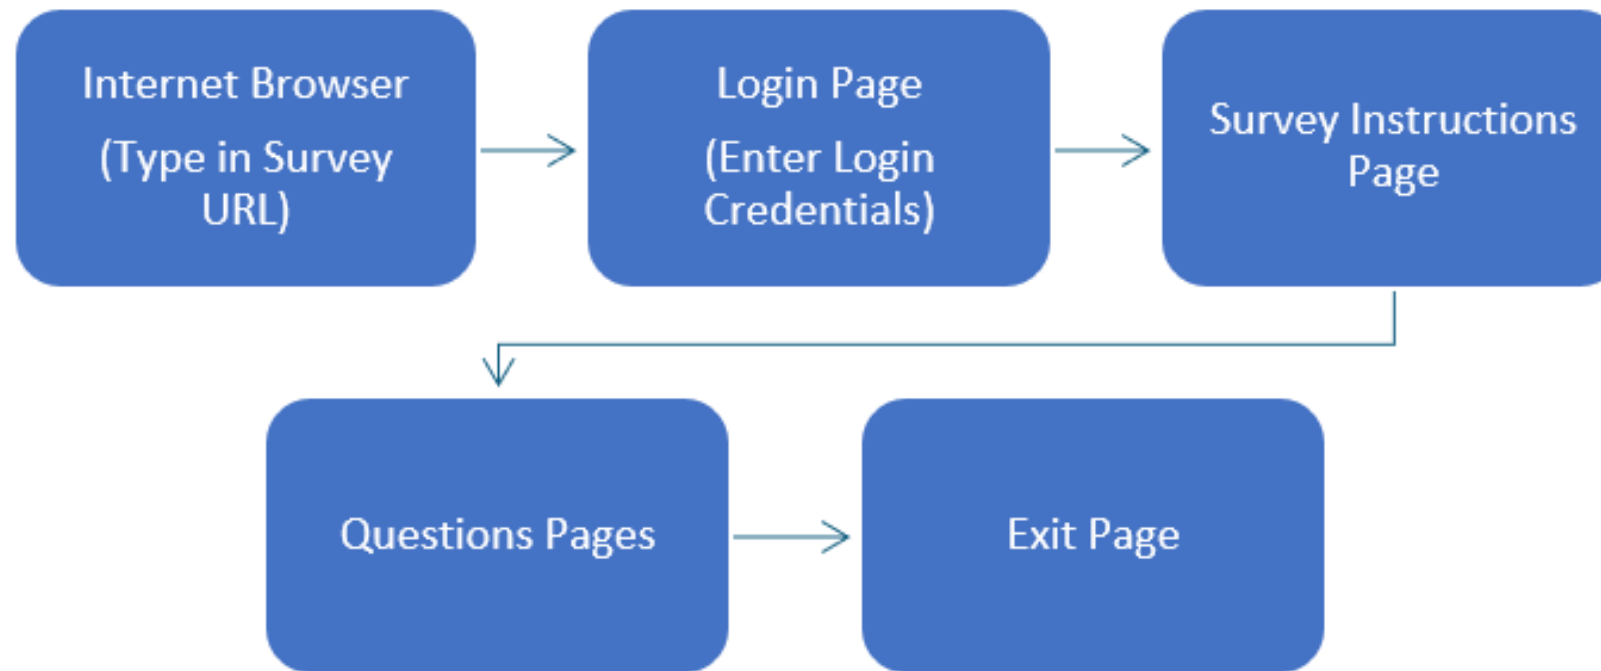 Internet Browser
(Type in Survey
URL)
Login Page
(Enter Login
Credentials)
Survey Instructions
Page
Questions Pages
Exit Page